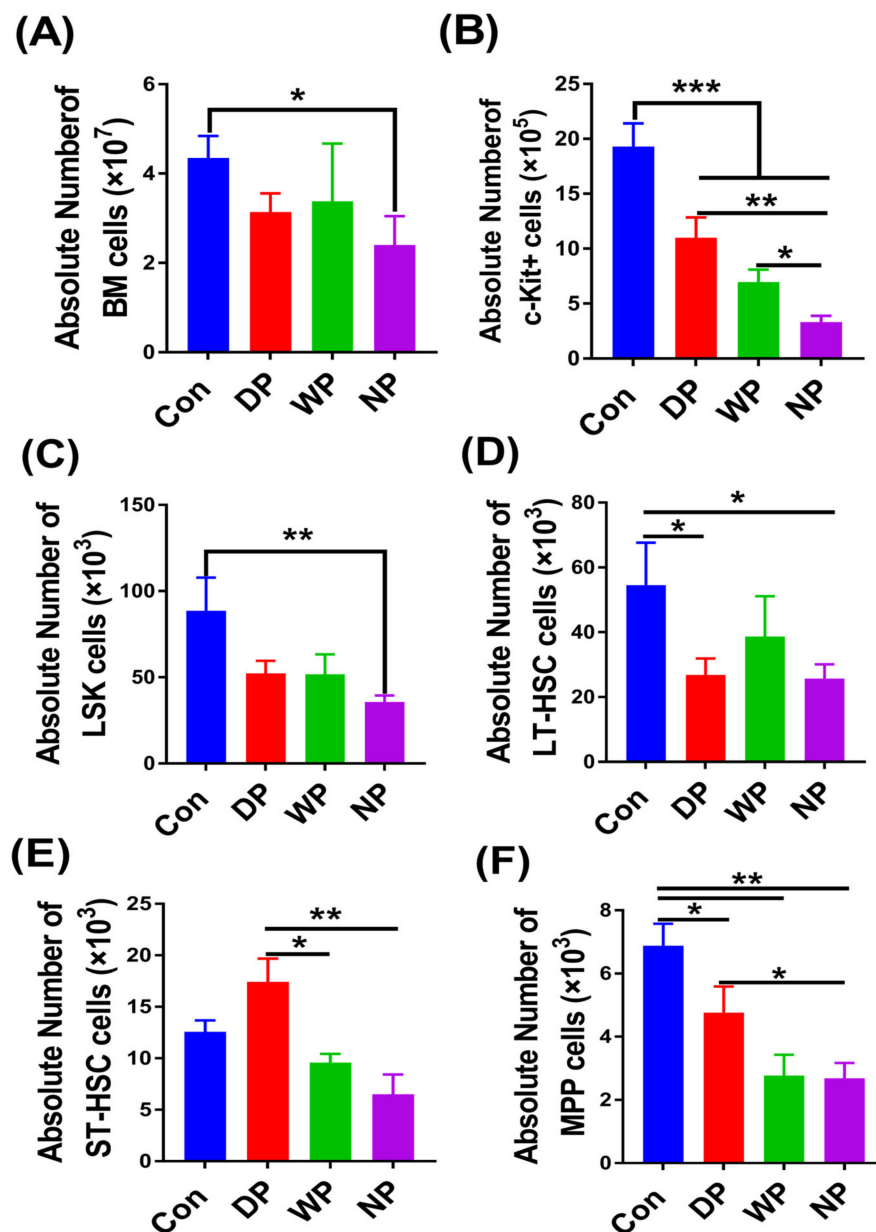 (A)
Absolute Numberof
BM cells (×10⁷)
6
4
2
0
*
Con
DP
WP
NP
(B)
Absolute Numberof
c-Kit+ cells (×10⁵)
25
20
15
10
5
0
***
**
*
Con
DP
WP
NP
(C)
Absolute Number of
LSK cells (×10³)
150
100
50
0
**
Con
DP
WP
NP
(D)
Absolute Number of
LT-HSC cells (×10³)
80
60
40
20
0
*
*
Con
DP
WP
NP
(E)
Absolute Number of
ST-HSC cells (×10³)
25
20
15
10
5
0
**
*
Con
DP
WP
NP
(F)
Absolute Number of
MPP cells (×10³)
8
6
4
2
0
**
*
*
Con
DP
WP
NP